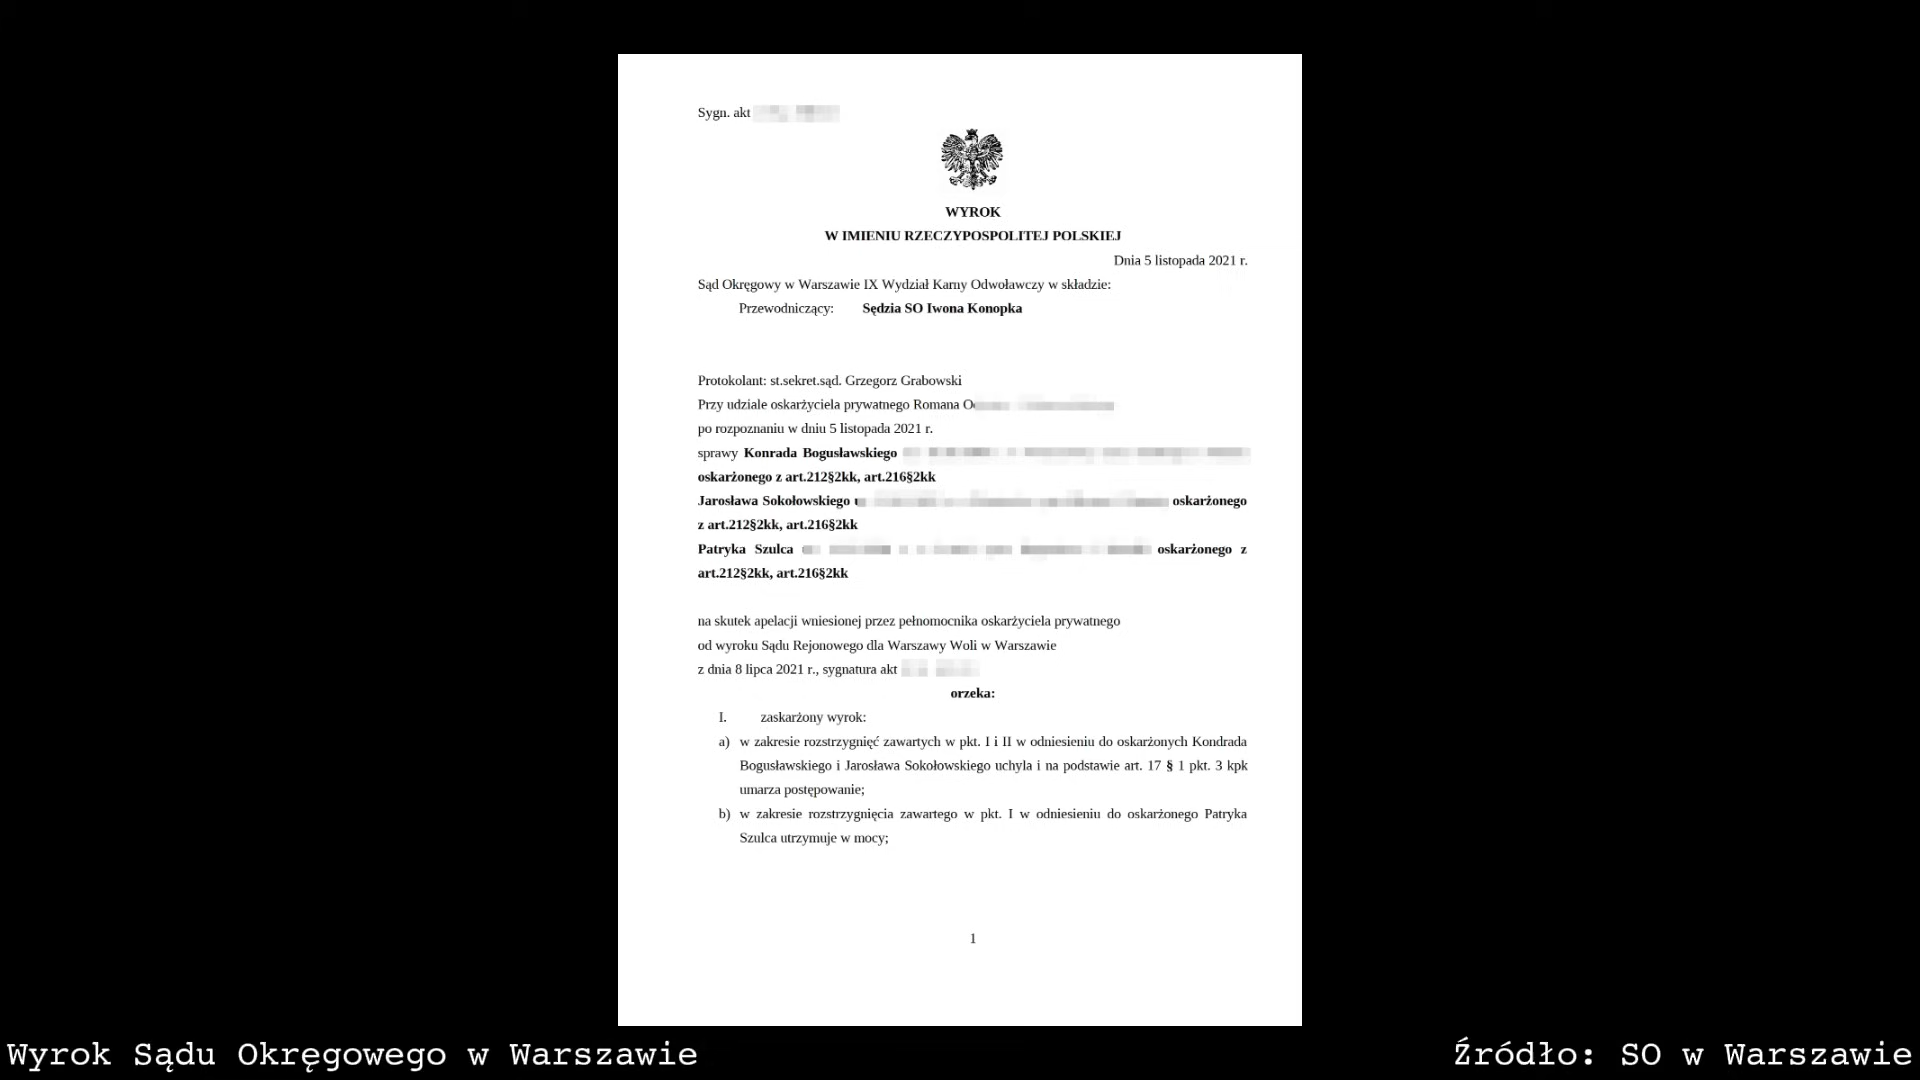 Sygn. akt
WYROK
W IMIENIU RZECZYPOSPOLITEJ POLSKIEJ
Dnia 5 listopada 2021 r.
Sąd Okręgowy w Warszawie IX Wydział Karny Odwoławczy w składzie:
Przewodniczący: Sędzia SO Iwona Konopka
Protokolant: st.sekret.sąd. Grzegorz Grabowski
Przy udziale oskarżyciela prywatnego Romana
po rozpoznaniu w dniu 5 listopada 2021 r.
sprawy Konrada Bogusławskiego
oskarżonego z art.212§2kk, art.216§2kk
Jarosława Sokołowskiego oskarżonego
z art.212§2kk, art.216§2kk
Patryka Szulca oskarżonego z
art.212§2kk, art.216§2kk
na skutek apelacji wniesionej przez pełnomocnika oskarżyciela prywatnego
od wyroku Sądu Rejonowego dla Warszawy Woli w Warszawie
z dnia 8 lipca 2021 r., sygnatura akt
orzeka:
I. zaskarżony wyrok:
a) w zakresie rozstrzygnięć zawartych w pkt. I i II w odniesieniu do oskarżonych Kondrada
Bogusławskiego i Jarosława Sokołowskiego uchyla i na podstawie art. 17 § 1 pkt. 3 kpk
umarza postępowanie;
b) w zakresie rozstrzygnięcia zawartego w pkt. I w odniesieniu do oskarżonego Patryka
Szulca utrzymuje w mocy;
1
Wyrok Sądu Okręgowego w Warszawie
Źródło: SO w Warszawie